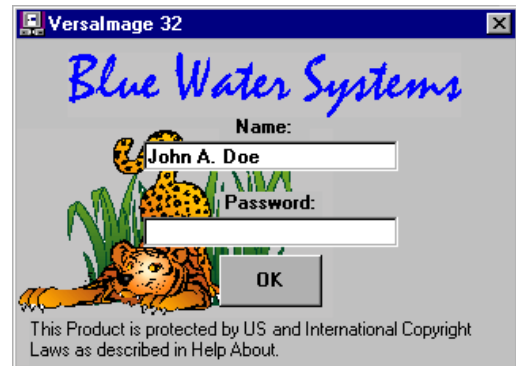 VersaImage 32
Blue Water Systems
Name:
John A. Doe
Password:
OK
This Product is protected by US and International Copyright
Laws as described in Help About.